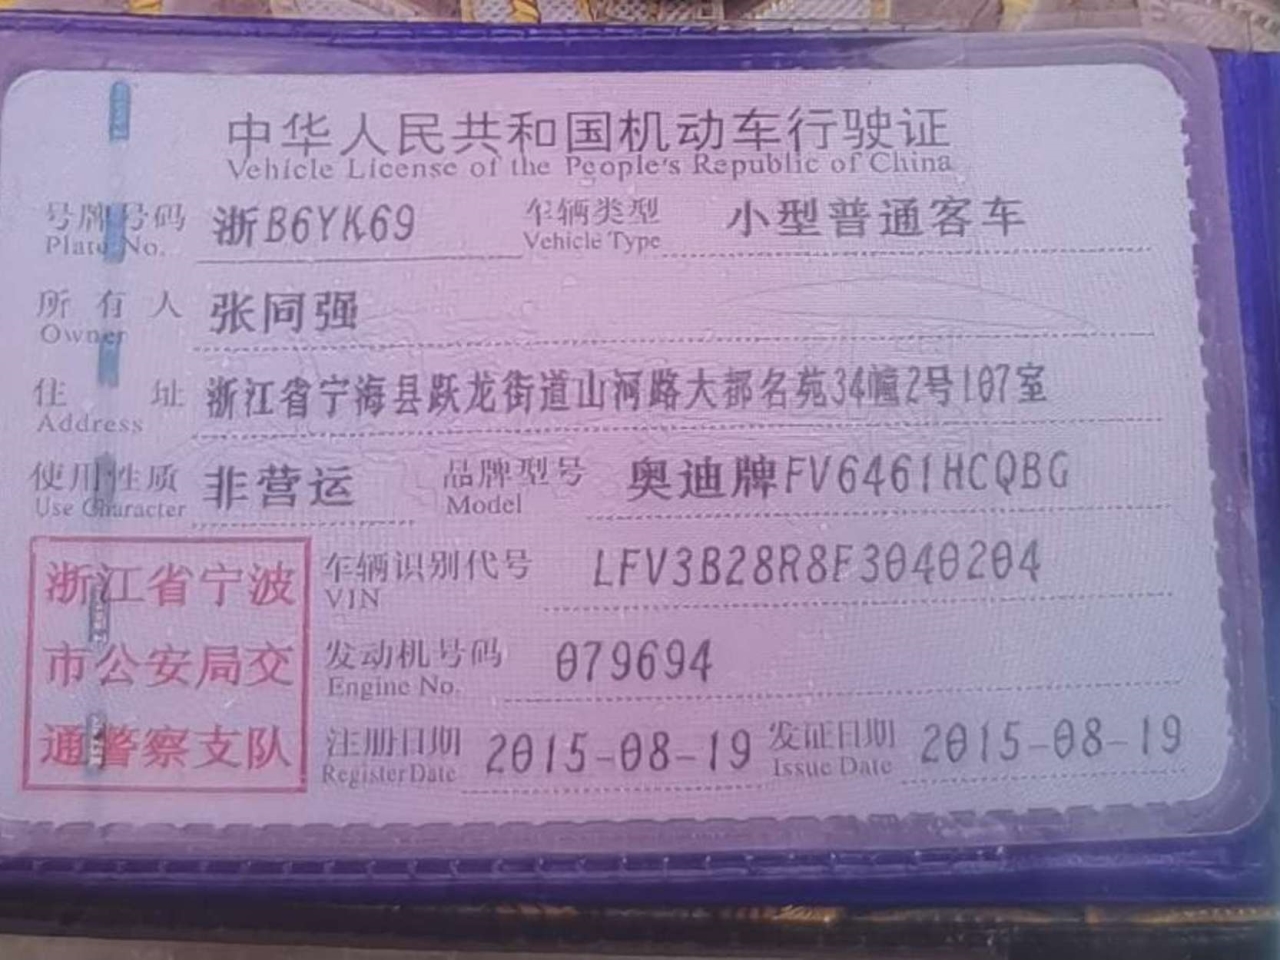 中华人民共和国机动车行驶证
Vehicle License of the People's Republic of China
号牌号码 浙B6YK69 车辆类型 小型普通客车
Plate No. Vehicle Type
所有人 张同强
Owner
住址 浙江省宁海县跃龙街道山河路大都名苑34幢2号107室
Address
使用性质 非营运 品牌型号 奥迪牌FV6461HCQBG
Use Character Model
浙江省宁波 车辆识别代号 LFV3B28R8F3040204
VIN
市公安局交 发动机号码 079694
Engine No.
通警察支队 注册日期 2015-08-19 发证日期 2015-08-19
Register Date Issue Date